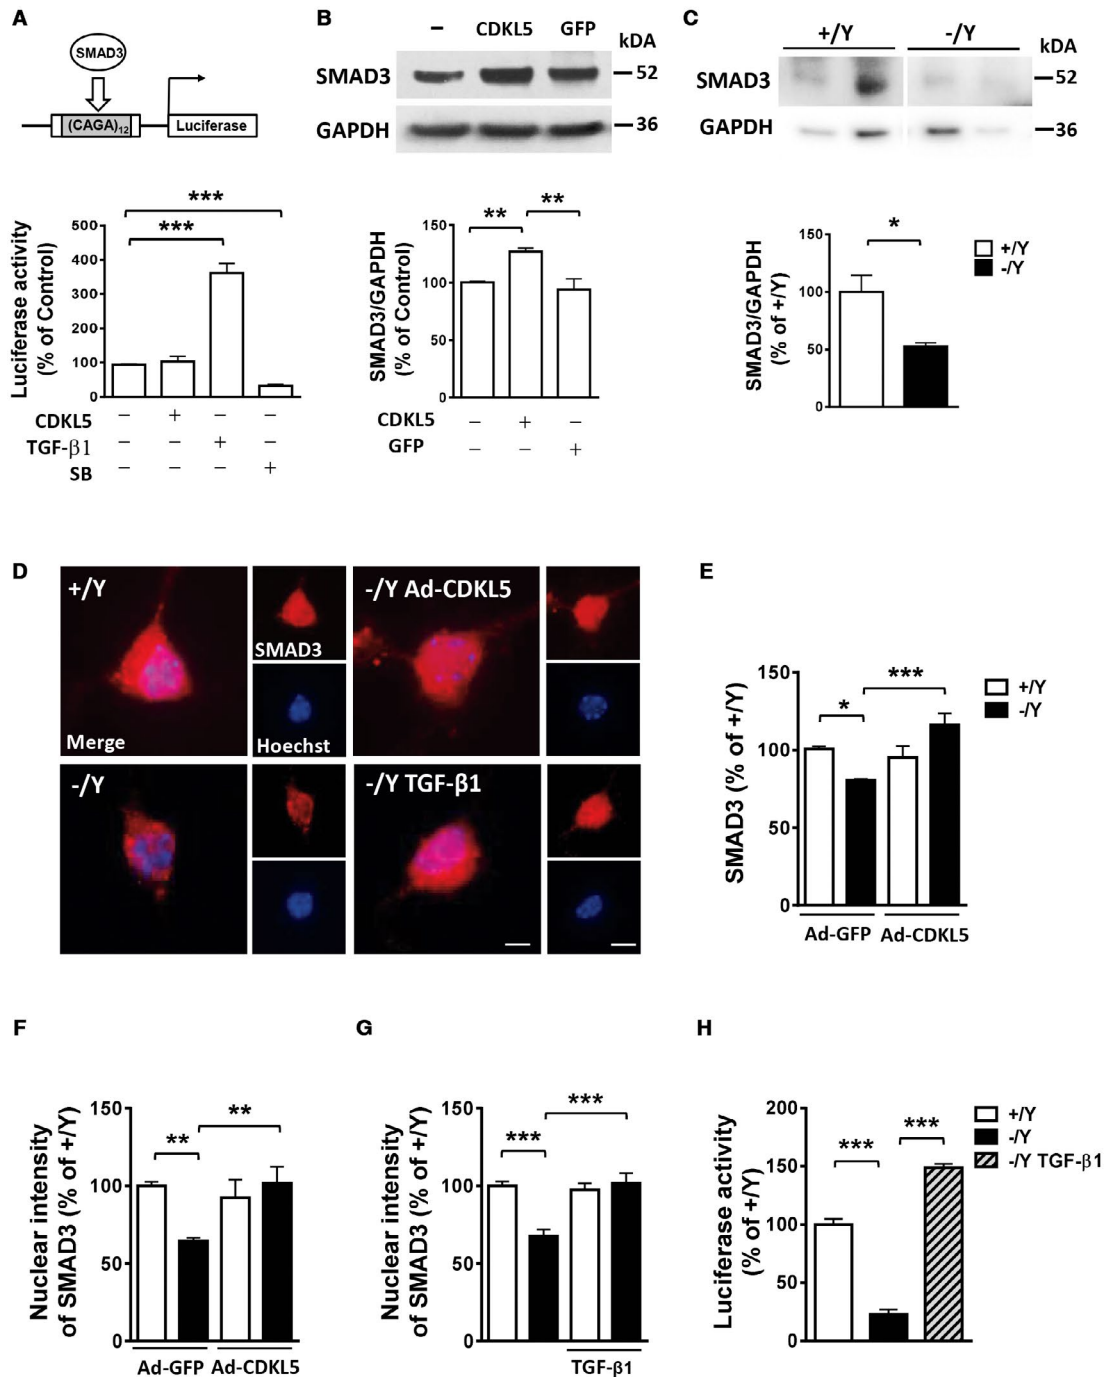 A
SMAD3
(CAGA)12
Luciferase
Luciferase activity
(% of Control)
500
400
300
200
100
0
***
***
CDKL5 – + – –
TGF-β1 – – + –
SB – – – +
B
– CDKL5 GFP
kDA
SMAD3
52
GAPDH
36
SMAD3/GAPDH
(% of Control)
150
100
50
0
** **
CDKL5 – + –
GFP – – +
C
+/Y -/Y
kDA
SMAD3
52
GAPDH
36
SMAD3/GAPDH
(% of +/Y)
150
100
50
0
*
+/Y
-/Y
D
+/Y
SMAD3
Merge
Hoechst
-/Y Ad-CDKL5
-/Y
-/Y TGF-β1
E
SMAD3 (% of +/Y)
150
100
50
0
* ***
+/Y
-/Y
Ad-GFP Ad-CDKL5
F
Nuclear intensity
of SMAD3 (% of +/Y)
150
100
50
0
** **
Ad-GFP Ad-CDKL5
G
Nuclear intensity
of SMAD3 (% of +/Y)
150
100
50
0
*** ***
TGF-β1
H
Luciferase activity
(% of +/Y)
200
150
100
50
0
*** ***
+/Y
-/Y
-/Y TGF-β1